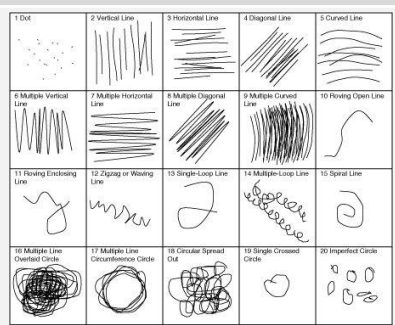 1 Dot
2 Vertical Line
3 Horizontal Line
4 Diagonal Line
5 Curved Line
6 Multiple Vertical
Line
7 Multiple Horizontal
Line
8 Multiple Diagonal
Line
9 Multiple Curved
Line
10 Roving Open Line
11 Roving Enclosing
Line
12 Zigzag or Waving
Line
13 Single-Loop Line
14 Multiple-Loop Line
15 Spiral Line
16 Multiple Line
Overlaid Circle
17 Multiple Line
Circumference Circle
18 Circular Spread
Out
19 Single Crossed
Circle
20 Imperfect Circle